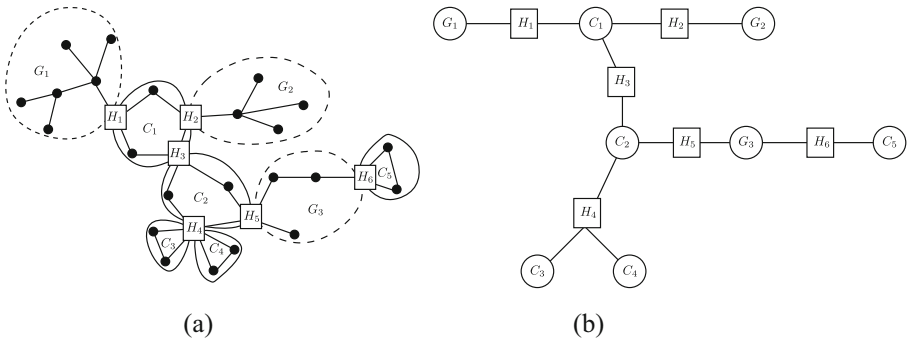 G₁
G₂
H₁
H₂
C₁
H₃
C₂
H₅
G₃
H₆
C₅
H₄
C₃
C₄
(a)
G₁ H₁ C₁ H₂ G₂
H₃
C₂ H₅ G₃ H₆ C₅
H₄
C₃ C₄
(b)